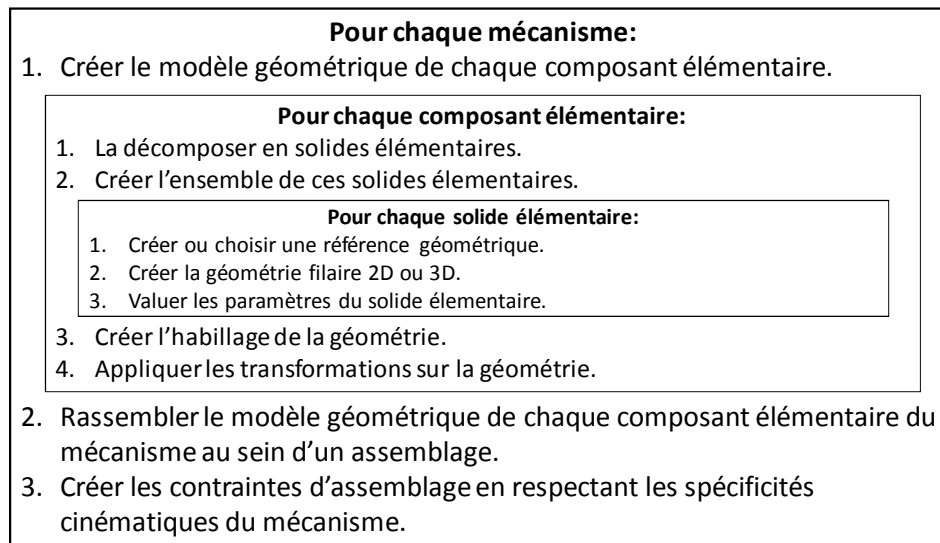 Pour chaque mécanisme:
1. Créer le modèle géométrique de chaque composant élémentaire.
Pour chaque composant élémentaire:
1. La décomposer en solides élémentaires.
2. Créer l'ensemble de ces solides élementaires.
Pour chaque solide élémentaire:
1. Créer ou choisir une référence géométrique.
2. Créer la géométrie filaire 2D ou 3D.
3. Valuer les paramètres du solide élementaire.
3. Créer l'habillage de la géométrie.
4. Appliquer les transformations sur la géométrie.
2. Rassembler le modèle géométrique de chaque composant élémentaire du
mécanisme au sein d'un assemblage.
3. Créer les contraintes d'assemblage en respectant les spécificités
cinématiques du mécanisme.